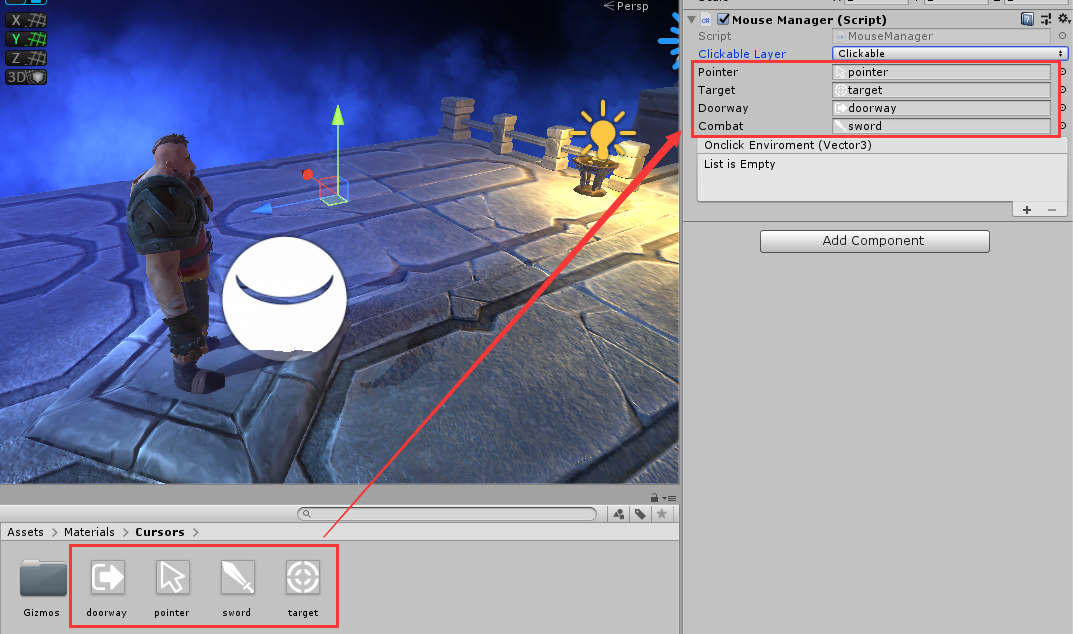 Persp
X
Y
Z
3D
Mouse Manager (Script)
Script
MouseManager
Clickable Layer
Clickable
Pointer
pointer
Target
target
Doorway
doorway
Combat
sword
Onclick Enviroment (Vector3)
List is Empty
+ −
Add Component
Assets > Materials > Cursors >
Gizmos
doorway
pointer
sword
target